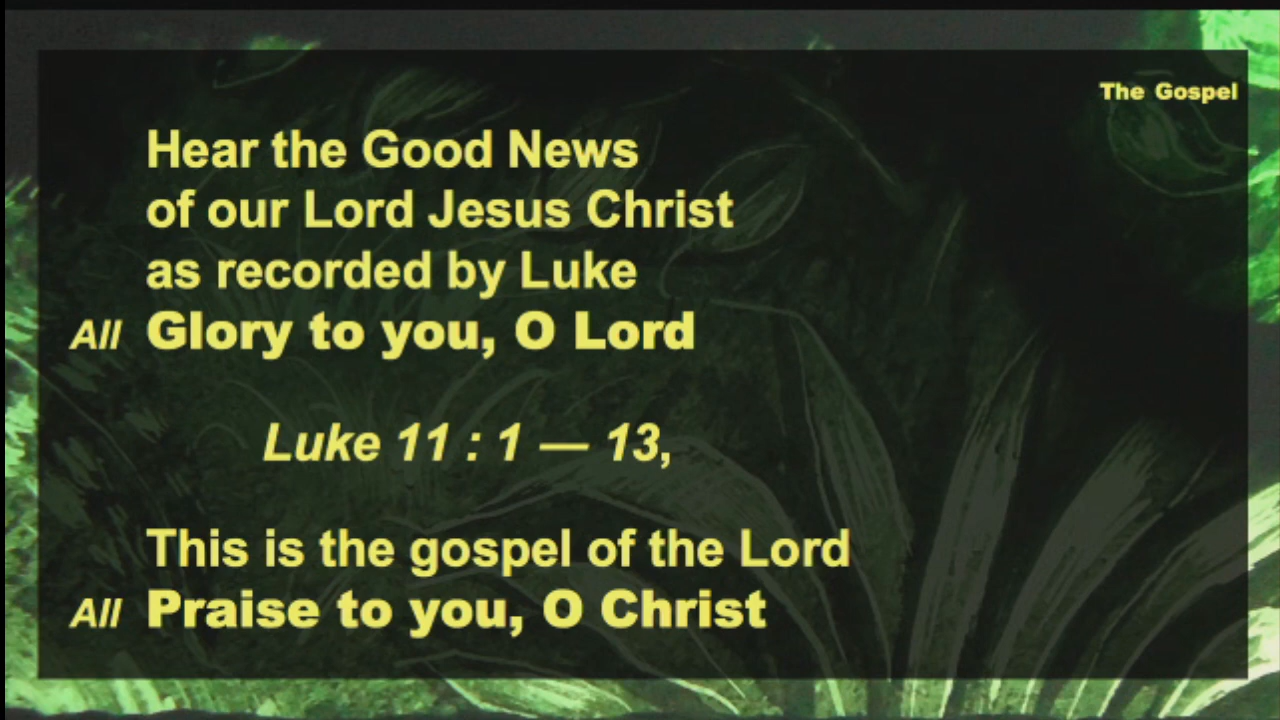 The Gospel
Hear the Good News
of our Lord Jesus Christ
as recorded by Luke
All Glory to you, O Lord
Luke 11 : 1 — 13,
This is the gospel of the Lord
All Praise to you, O Christ